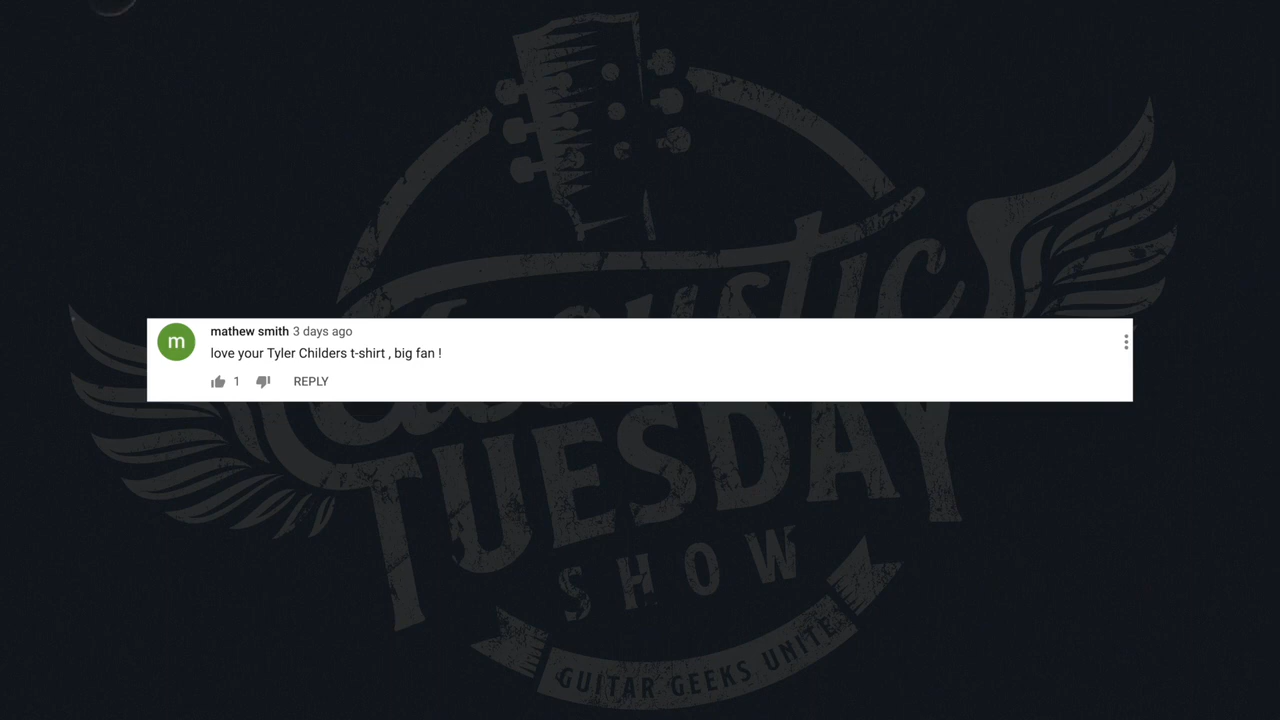 Acoustic
mathew smith 3 days ago
love your Tyler Childers t-shirt , big fan !
1 REPLY
TUESDAY
SHOW
GUITAR GEEKS UNITE